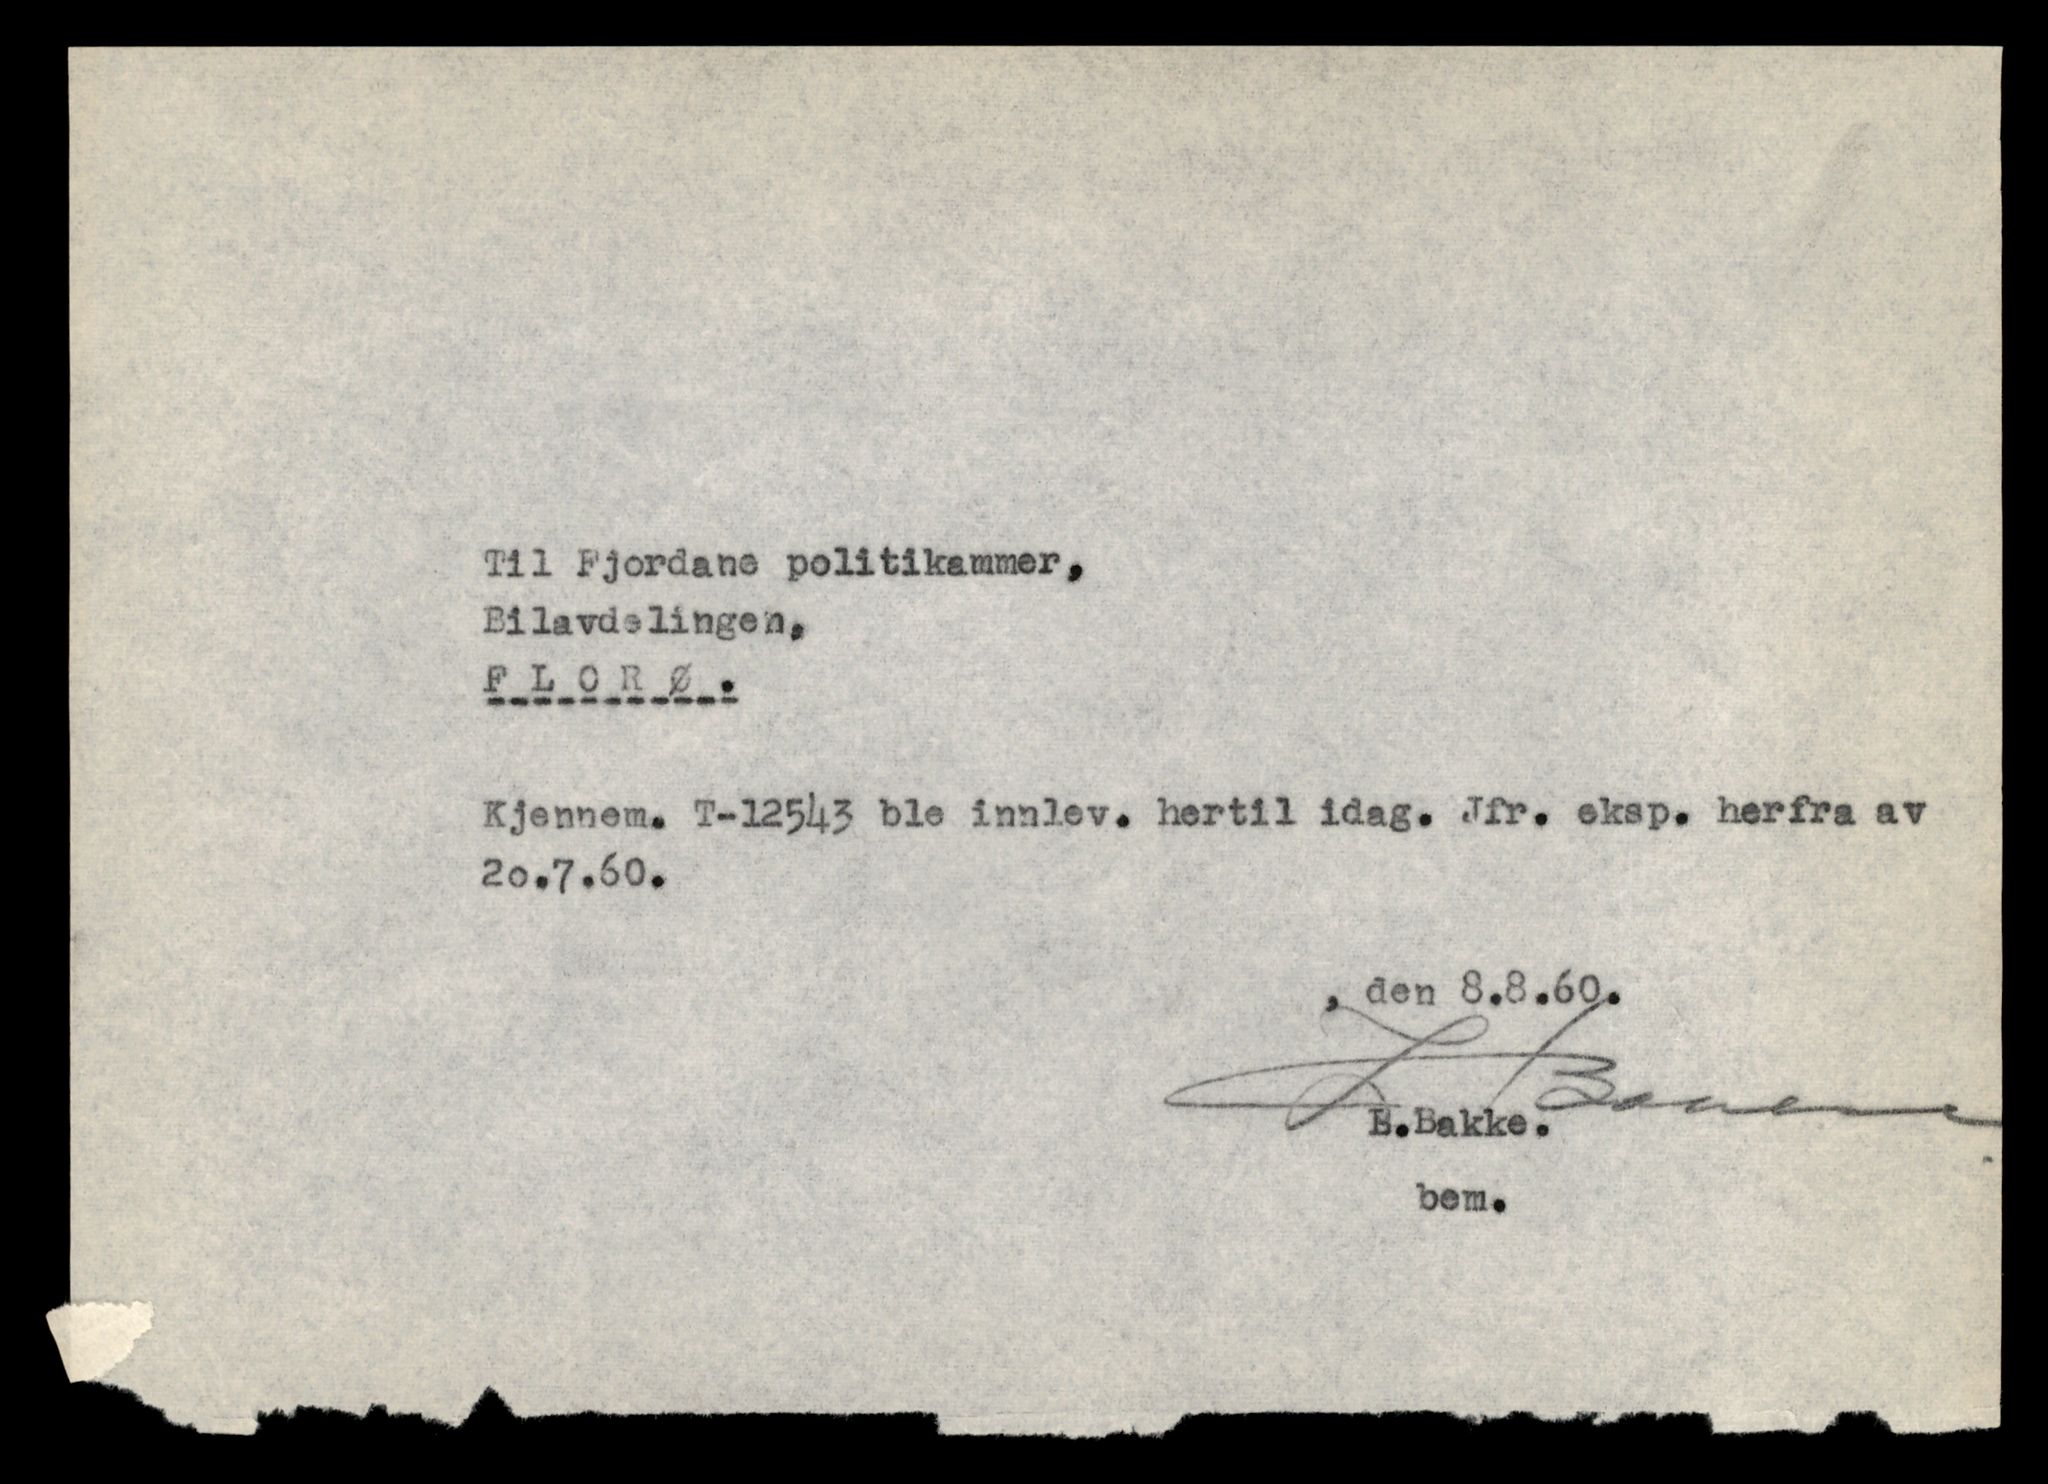 Til Fjordane politikammer,
Bilavdelingen,
F L O R Ø .
Kjennem. T-12543 ble innlev. hertil idag. Jfr. eksp. herfra av
2o.7.60.
, den 8.8.60.
E.Bakke.
bem.